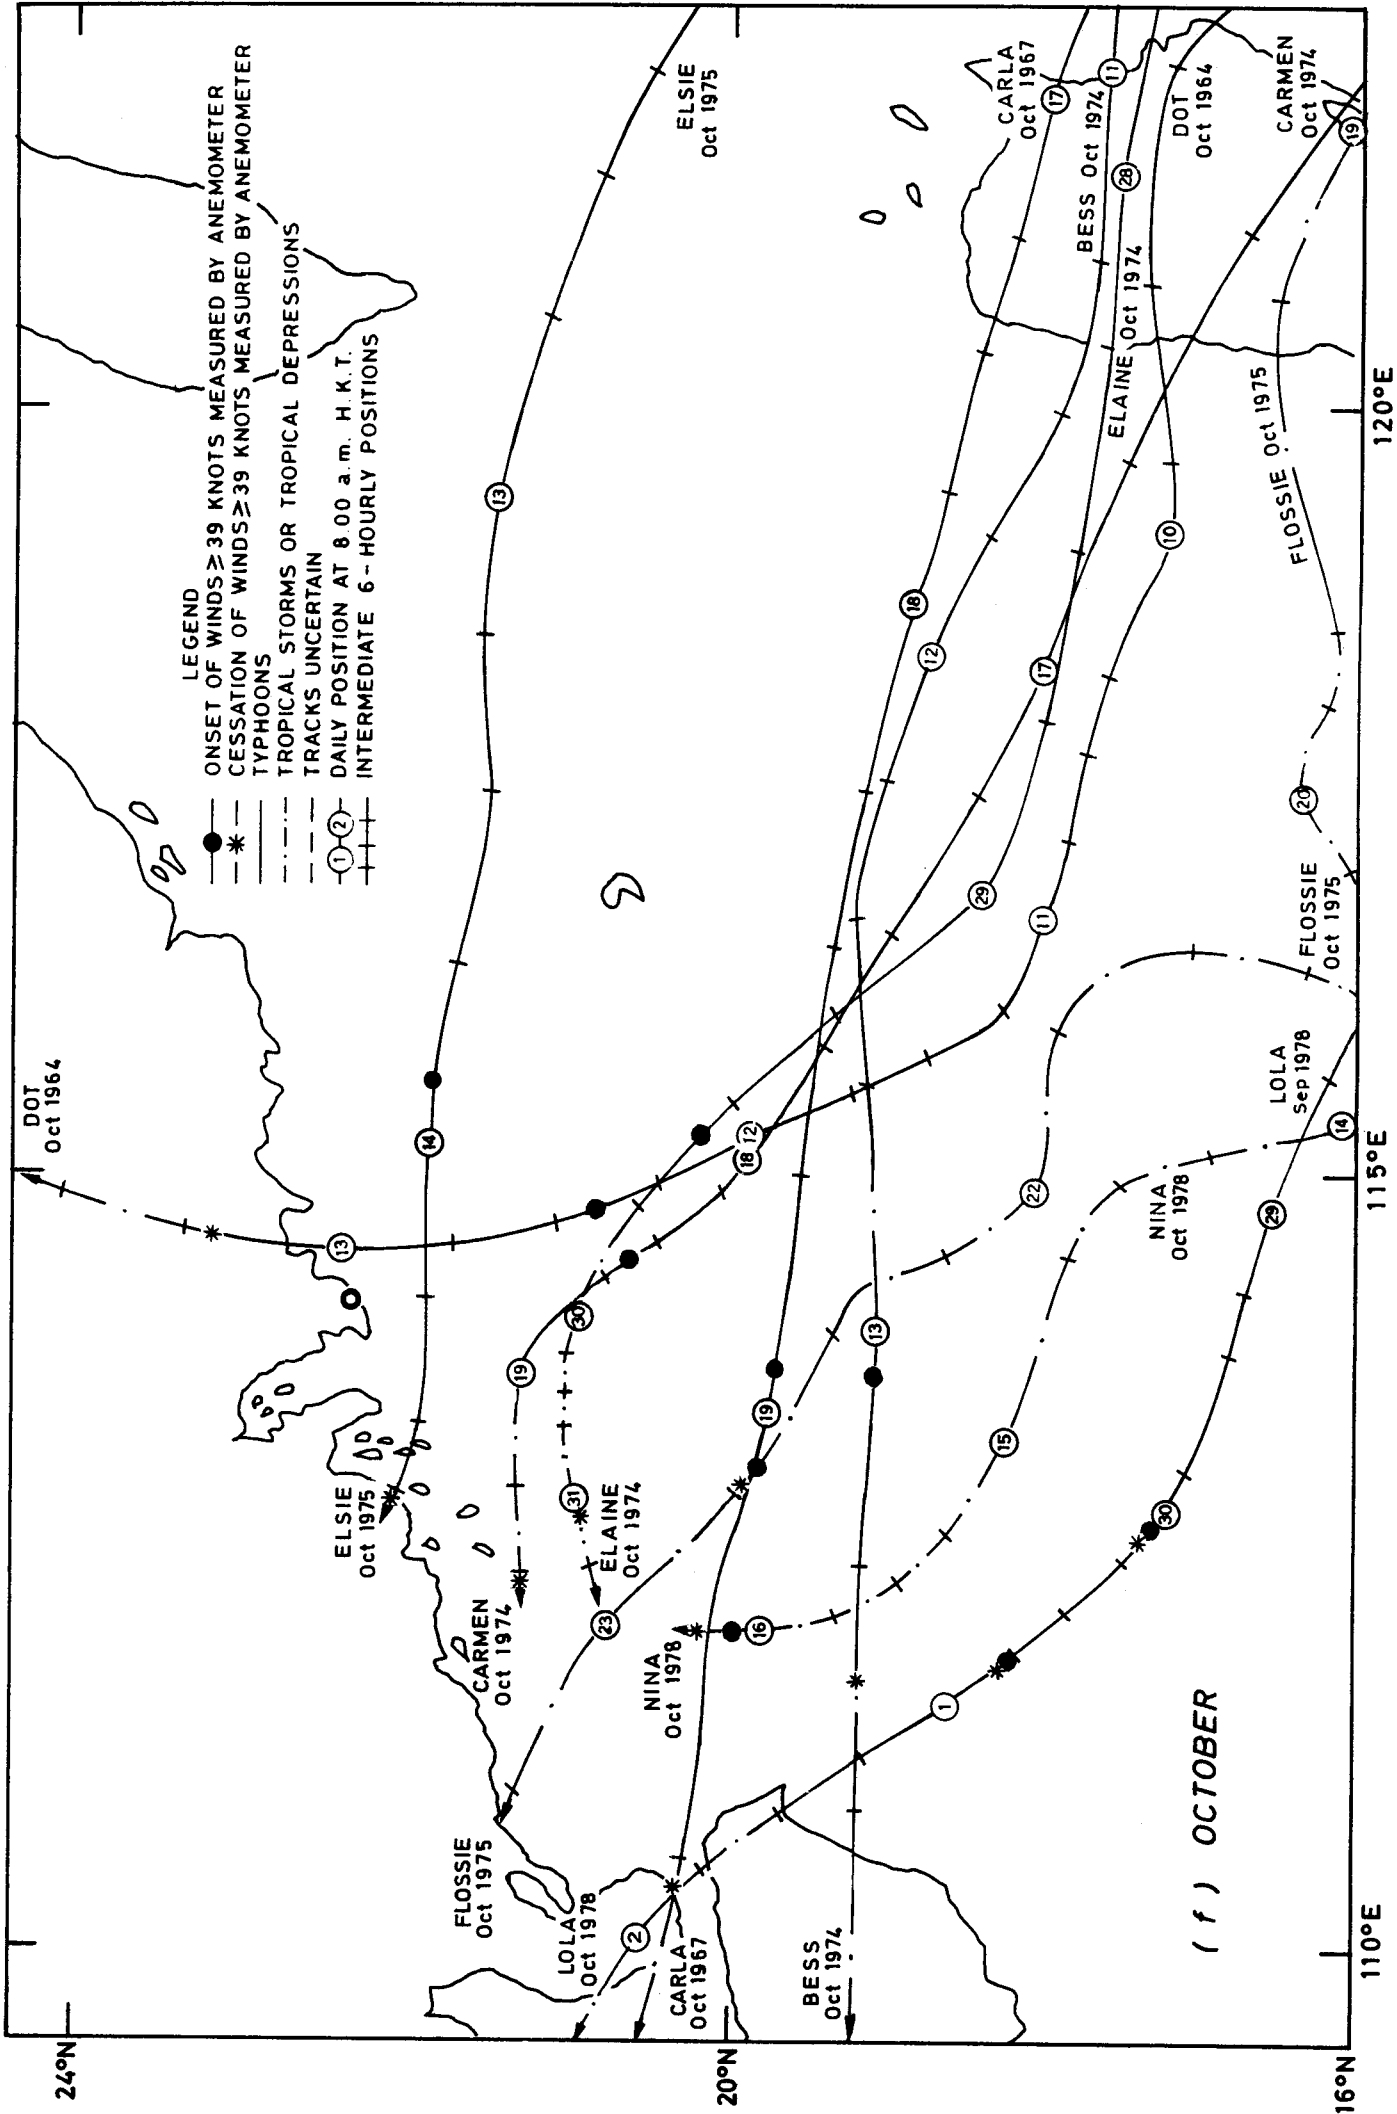 LEGEND
ONSET OF WINDS ≥ 39 KNOTS MEASURED BY ANEMOMETER
CESSATION OF WINDS ≥ 39 KNOTS MEASURED BY ANEMOMETER
TYPHOONS
TROPICAL STORMS OR TROPICAL DEPRESSIONS
TRACKS UNCERTAIN
1 2 DAILY POSITION AT 8.00 a.m. H.K.T.
INTERMEDIATE 6-HOURLY POSITIONS
24°N
20°N
16°N
110°E
115°E
120°E
DOT
Oct 1964
ELSIE
Oct 1975
14
13
ELSIE
Oct 1975
13
CARMEN
Oct 1974
19
18
12
ELAINE
Oct 1974
31
30
FLOSSIE
Oct 1975
23
NINA
Oct 1978
16
LOLA
Oct 1978
2
CARLA
Oct 1967
19
18
17
CARLA
Oct 1967
BESS
Oct 1974
13
12
11
BESS Oct 1974
28
ELAINE Oct 1974
29
17
DOT
Oct 1964
10
11
CARMEN
Oct 1974
19
FLOSSIE Oct 1975
20
FLOSSIE
Oct 1975
22
NINA
Oct 1978
15
14
LOLA
Sep 1978
29
30
1
(f) OCTOBER